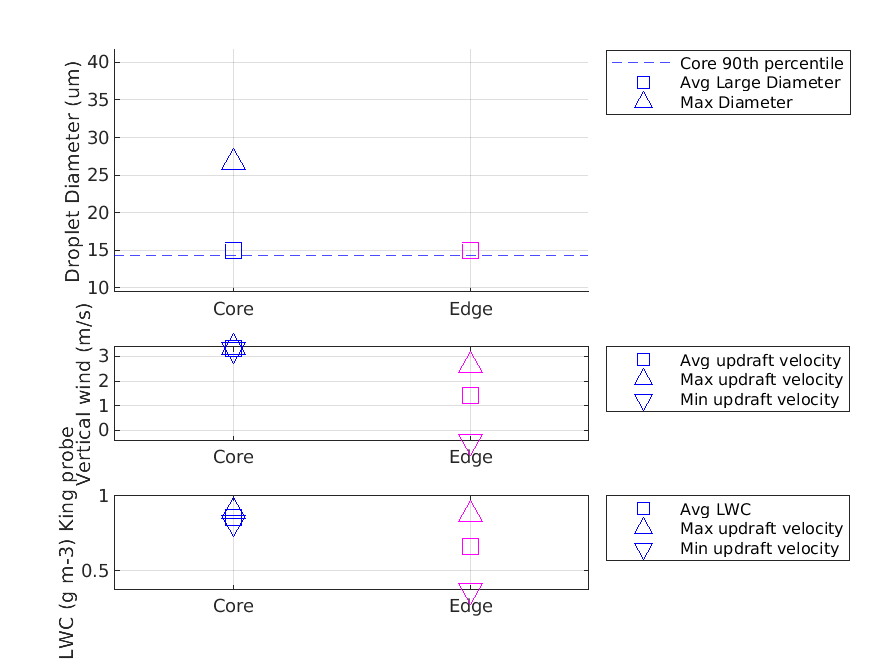 Droplet Diameter (um)
40
35
30
25
20
15
10
Core
Edge
Core 90th percentile
Avg Large Diameter
Max Diameter
Vertical wind (m/s)
3
2
1
0
Core
Edge
Avg updraft velocity
Max updraft velocity
Min updraft velocity
LWC (g m-3) King probe
1
0.5
Core
Edge
Avg LWC
Max updraft velocity
Min updraft velocity